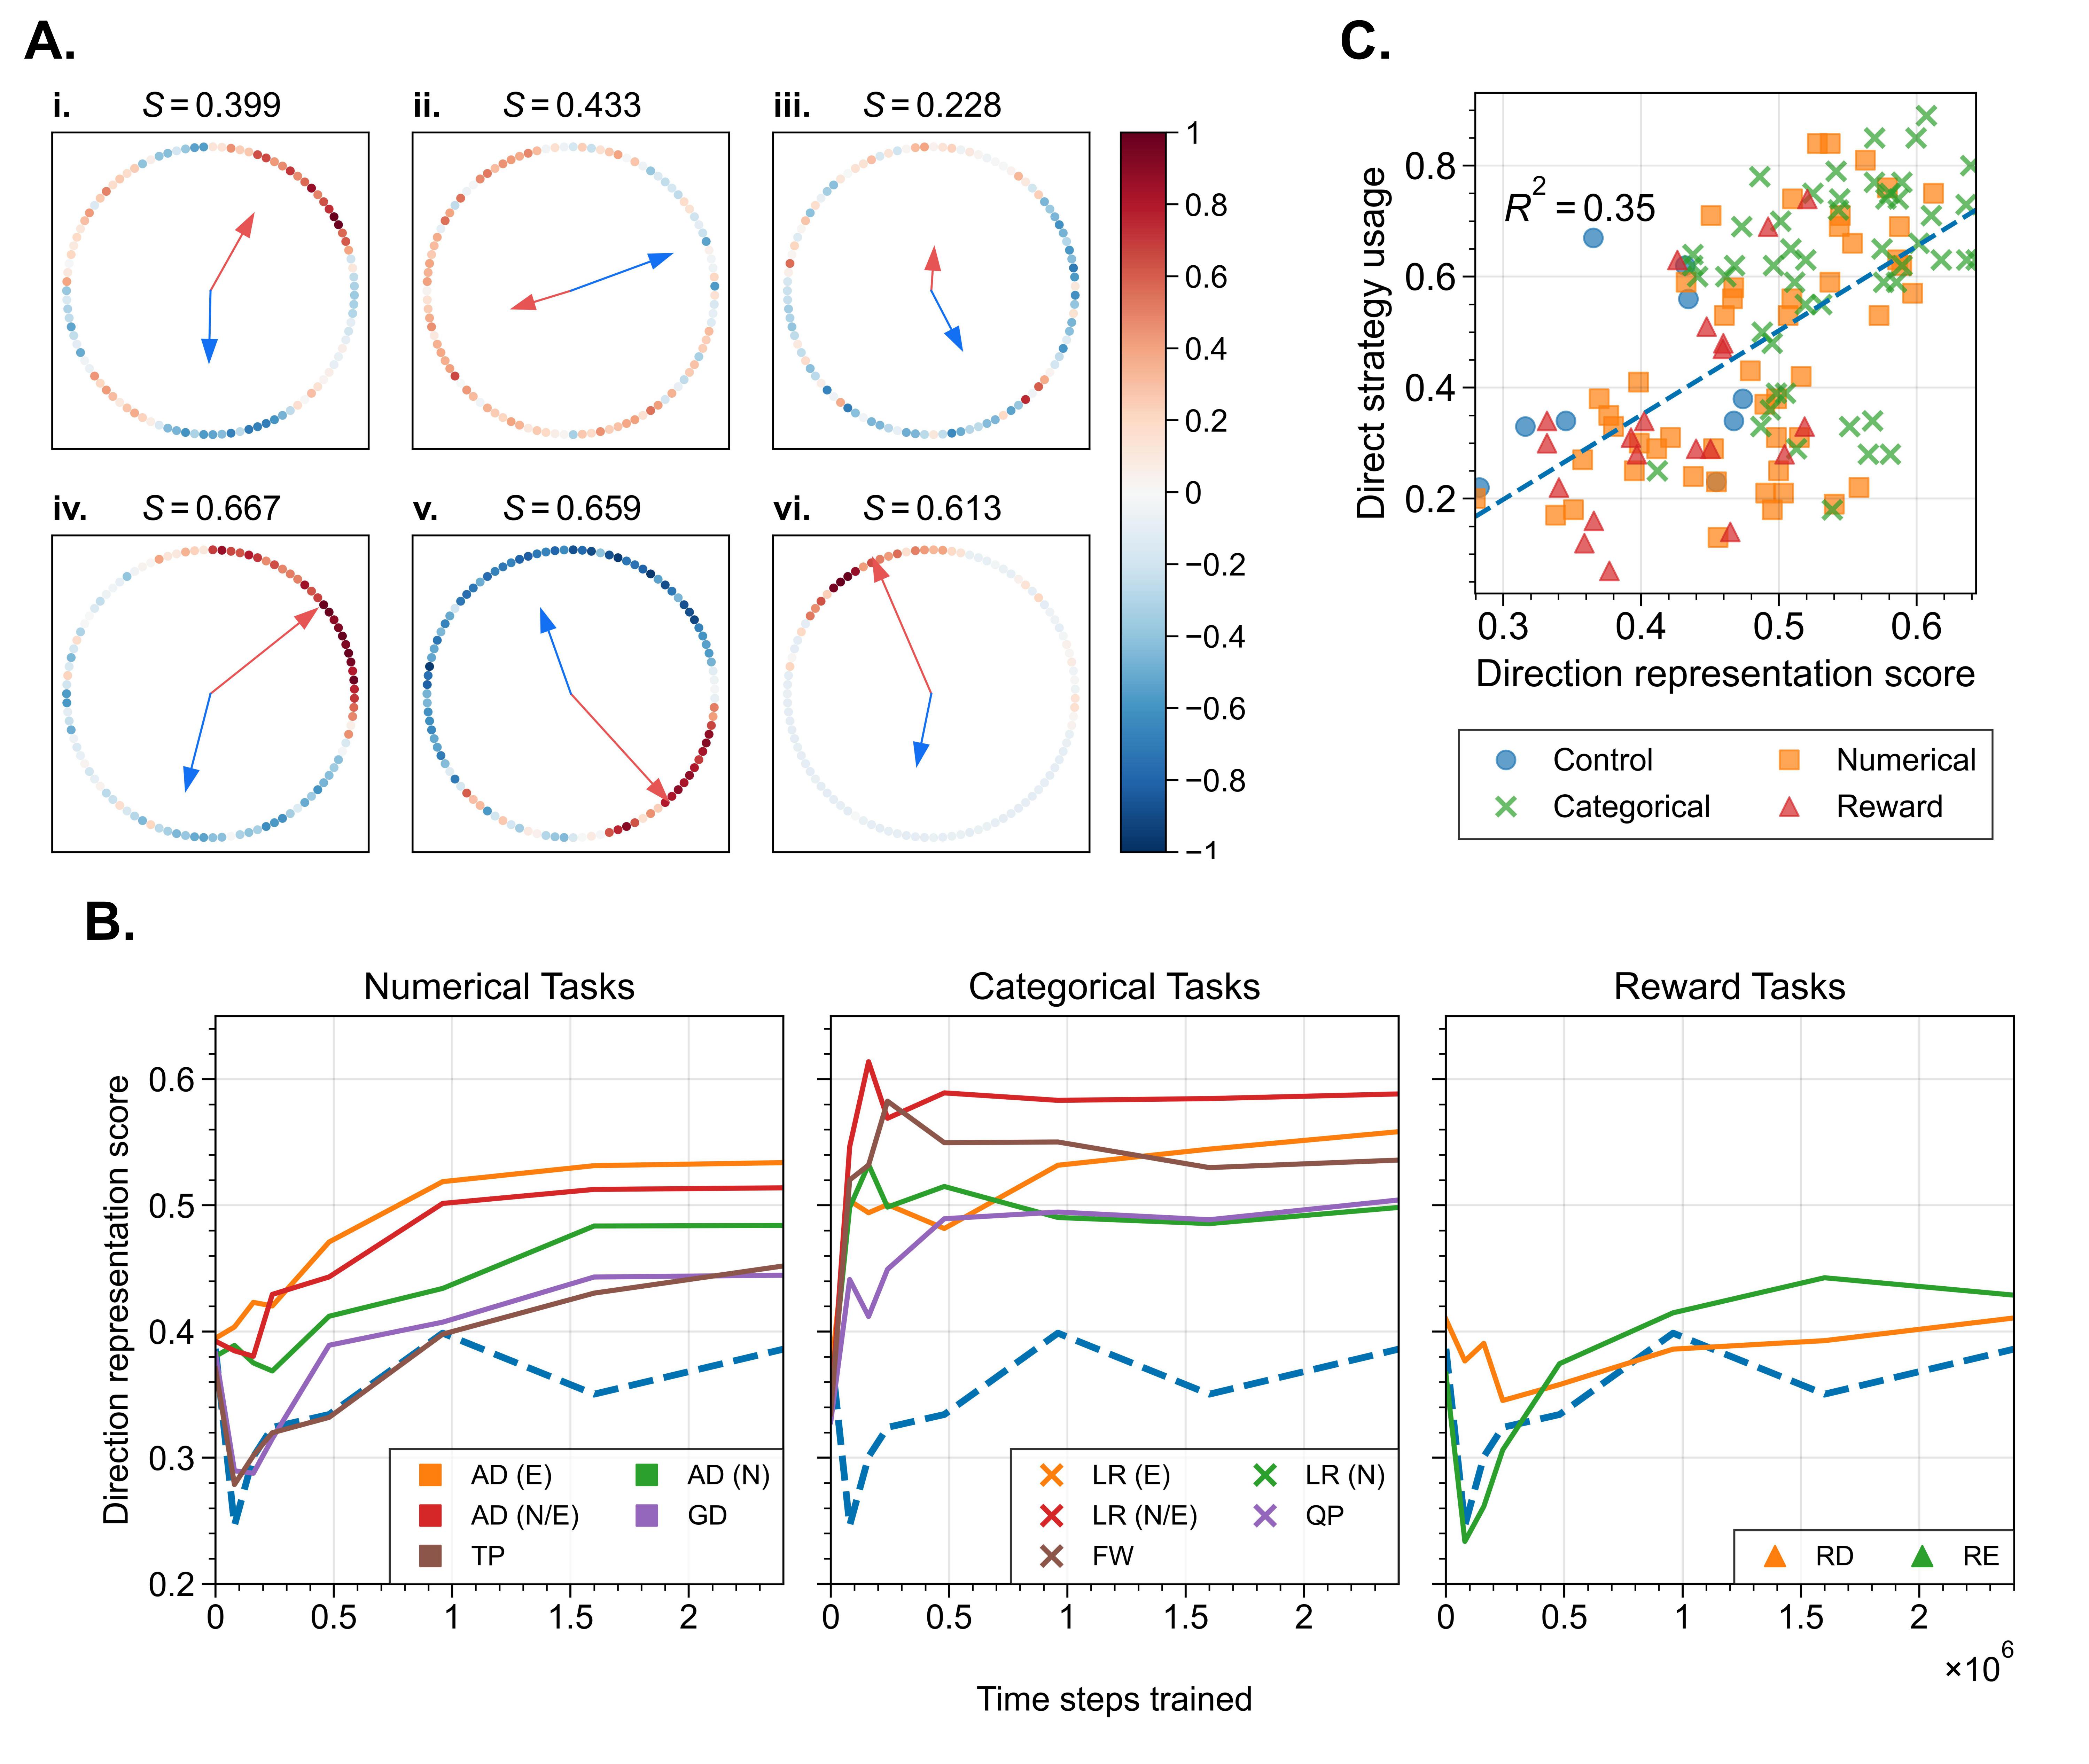 A.
i. S = 0.399
ii. S = 0.433
iii. S = 0.228
iv. S = 0.667
v. S = 0.659
vi. S = 0.613
1
0.8
0.6
0.4
0.2
0
−0.2
−0.4
−0.6
−0.8
−1
C.
Direct strategy usage
0.8
0.6
0.4
0.2
R² = 0.35
0.3 0.4 0.5 0.6
Direction representation score
Control Numerical
Categorical Reward
B.
Direction representation score
Numerical Tasks
0.6
0.5
0.4
0.3
0.2
AD (E) AD (N)
AD (N/E) GD
TP
0 0.5 1 1.5 2
Categorical Tasks
LR (E) LR (N)
LR (N/E) QP
FW
0 0.5 1 1.5 2
Reward Tasks
RD RE
0 0.5 1 1.5 2
×10⁶
Time steps trained